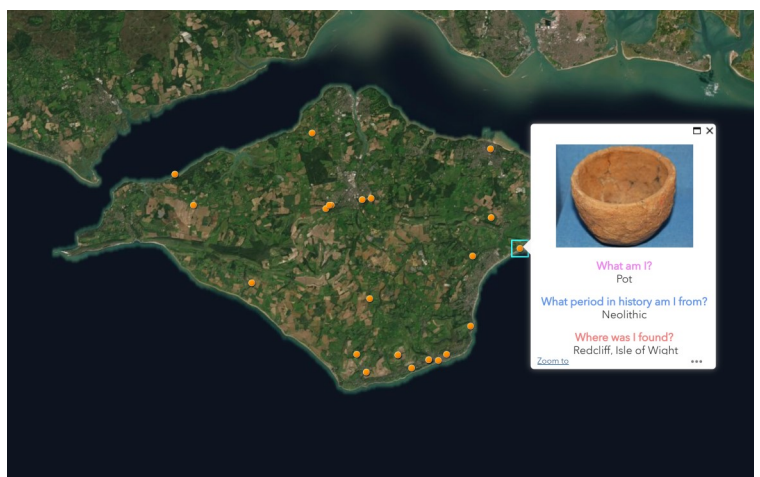 What am I?
Pot
What period in history am I from?
Neolithic
Where was I found?
Redcliff, Isle of Wight
Zoom to